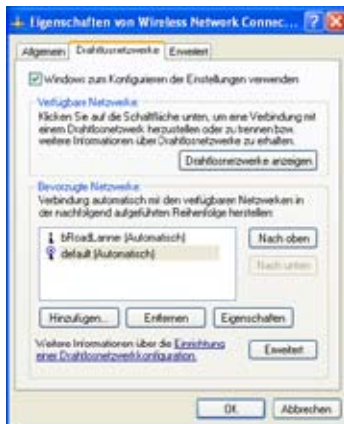 Eigenschaften von Wireless Network Connec...
Allgemein Drahtlosnetzwerke Erweitert
Windows zum Konfigurieren der Einstellungen verwenden
Verfügbare Netzwerke:
Klicken Sie auf die Schaltfläche unten, um eine Verbindung mit
einem Drahtlosnetzwerk herzustellen oder zu trennen bzw.
weitere Informationen über Drahtlosnetzwerke zu erhalten.
Drahtlosnetzwerke anzeigen
Bevorzugte Netzwerke:
Verbindung automatisch mit den verfügbaren Netzwerken in
der nachfolgend aufgeführten Reihenfolge herstellen:
bRoadLanner (Automatisch)
default (Automatisch)
Nach oben
Nach unten
Hinzufügen... Entfernen Eigenschaften
Weitere Informationen über die Einrichtung
einer Drahtlosnetzwerkkonfiguration.
Erweitert
OK Abbrechen